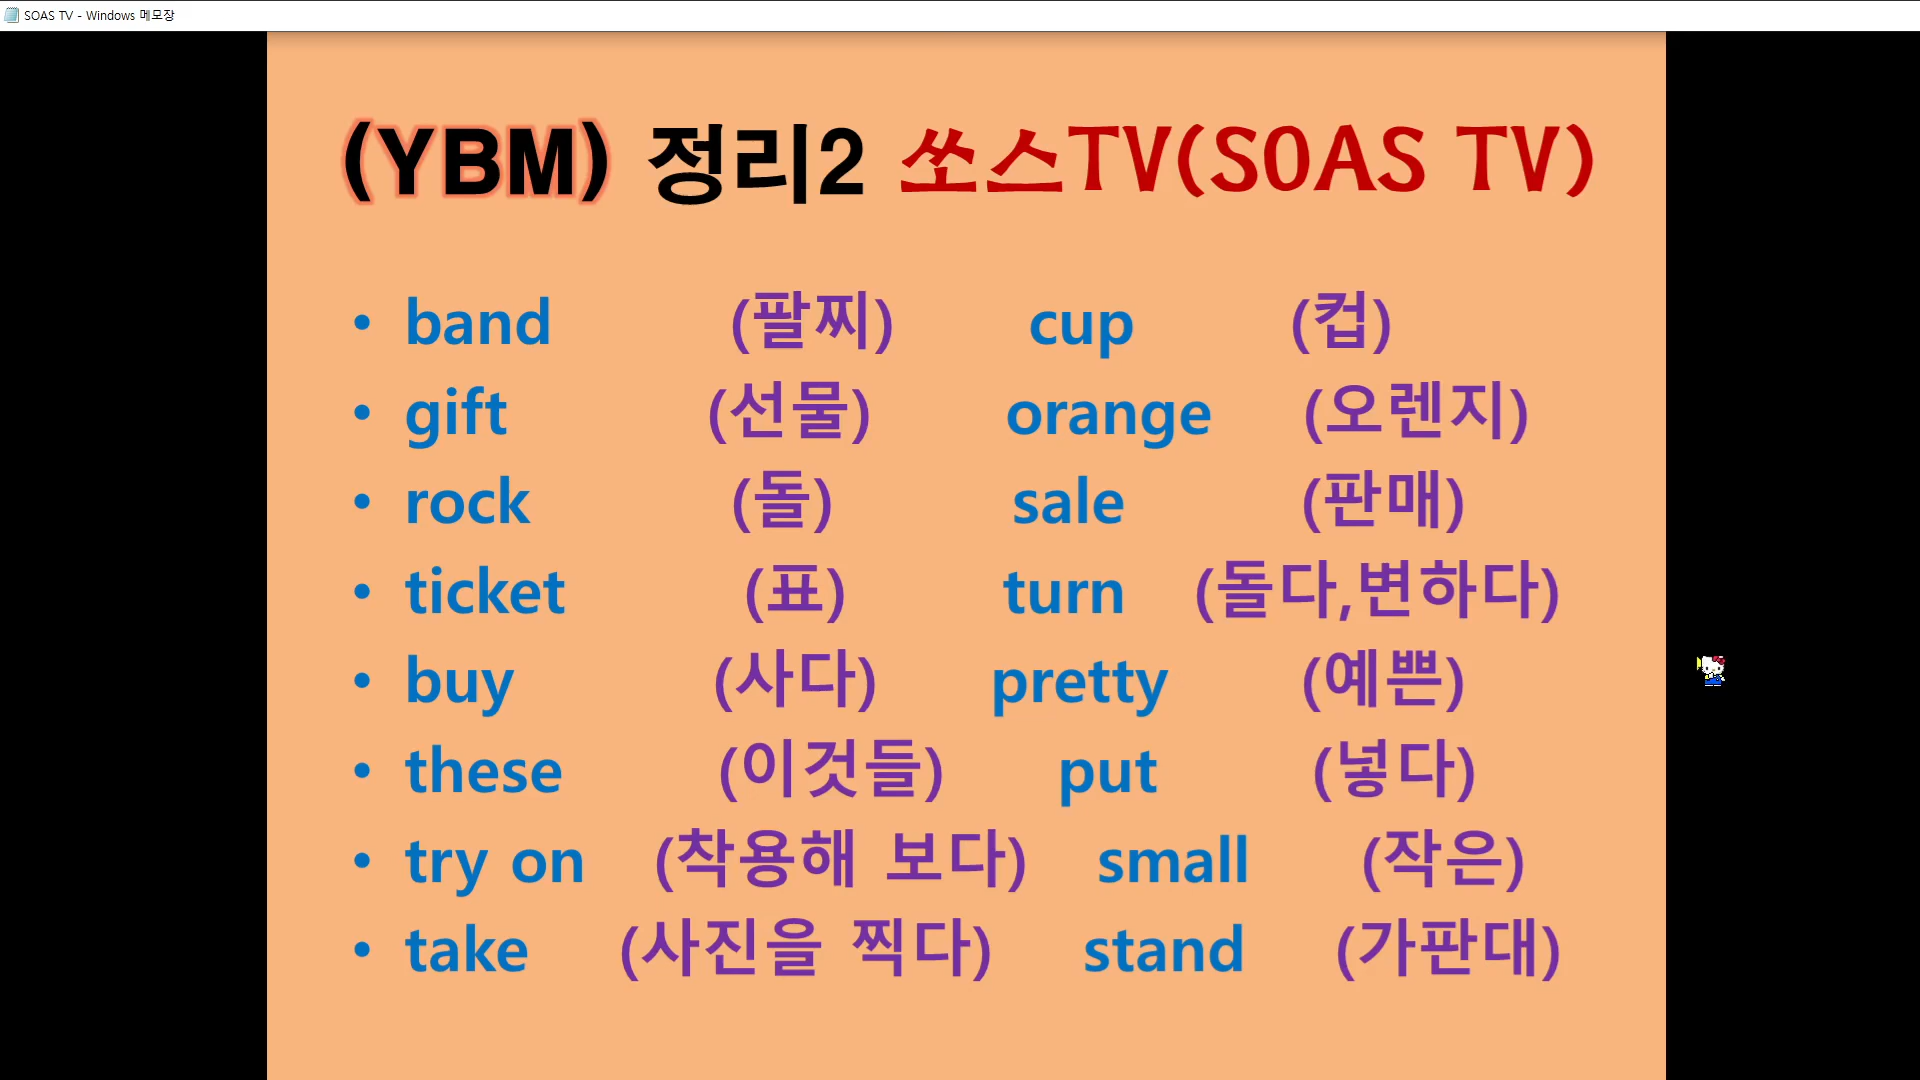 SOAS TV - Windows 메모장
(YBM) 정리2 쏘스TV(SOAS TV)
• band (팔찌) cup (컵)
• gift (선물) orange (오렌지)
• rock (돌) sale (판매)
• ticket (표) turn (돌다,변하다)
• buy (사다) pretty (예쁜)
• these (이것들) put (넣다)
• try on (착용해 보다) small (작은)
• take (사진을 찍다) stand (가판대)